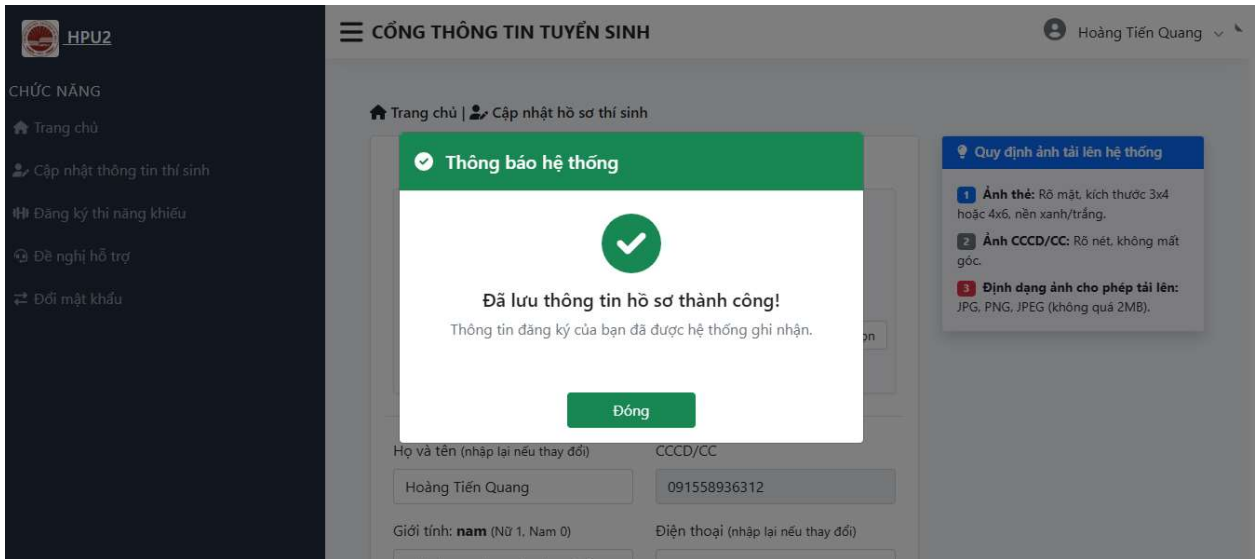 HPU2
CỔNG THÔNG TIN TUYỂN SINH
Hoàng Tiến Quang
CHỨC NĂNG
Trang chủ
Cập nhật thông tin thí sinh
Đăng ký thi năng khiếu
Đề nghị hỗ trợ
Đổi mật khẩu
Trang chủ | Cập nhật hồ sơ thí sinh
Thông báo hệ thống
Đã lưu thông tin hồ sơ thành công!
Thông tin đăng ký của bạn đã được hệ thống ghi nhận.
Đóng
Họ và tên (nhập lại nếu thay đổi)
CCCD/CC
Hoàng Tiến Quang
091558936312
Giới tính: nam (Nữ 1, Nam 0)
Điện thoại (nhập lại nếu thay đổi)
Quy định ảnh tải lên hệ thống
1 Ảnh thẻ: Rõ mặt, kích thước 3x4
hoặc 4x6, nền xanh/trắng.
2 Ảnh CCCD/CC: Rõ nét, không mất
góc.
3 Định dạng ảnh cho phép tải lên:
JPG, PNG, JPEG (không quá 2MB).